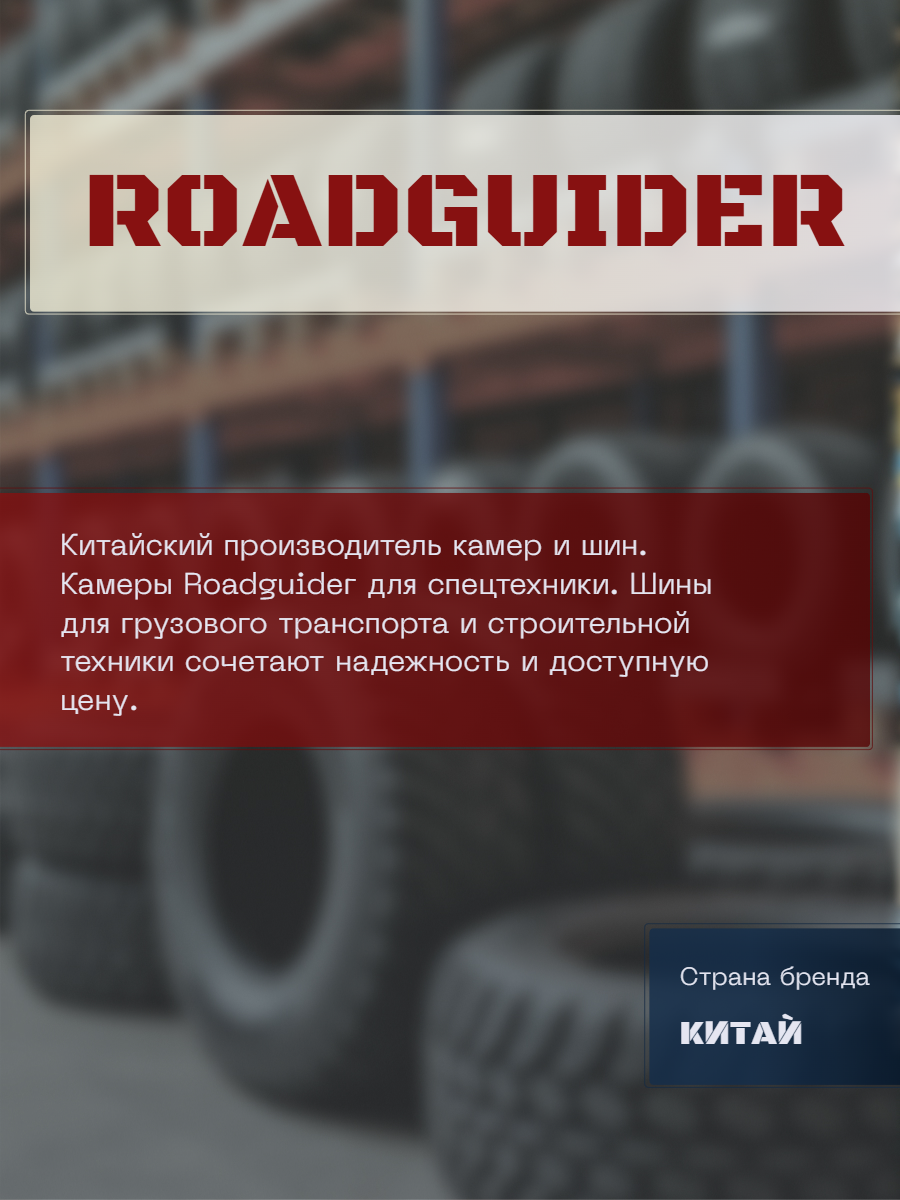 ROADGUIDER
Китайский производитель камер и шин.
Камеры Roadguider для спецтехники. Шины
для грузового транспорта и строительной
техники сочетают надежность и доступную
цену.
Страна бренда
КИТАЙ